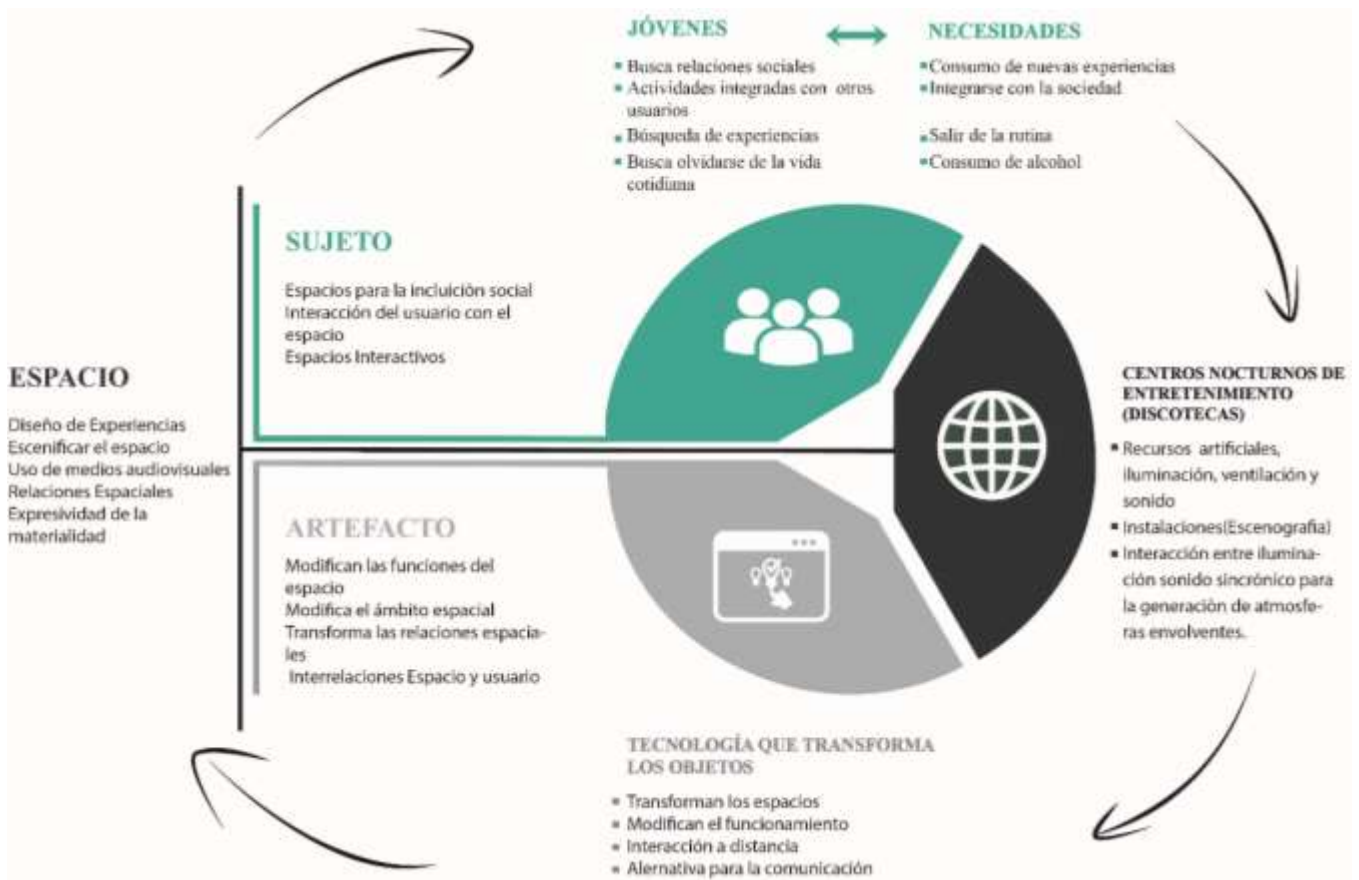 JÓVENES
Busca relaciones sociales
Actividades integradas con otros
usuarios
Búsqueda de experiencias
Busca olvidarse de la vida
cotidiana
NECESIDADES
Consumo de nuevas experiencias
Integrarse con la sociedad
Salir de la rutina
Consumo de alcohol
SUJETO
Espacios para la incluición social
Interacción del usuario con el
espacio
Espacios Interactivos
ESPACIO
Diseño de Experiencias
Escenificar el espacio
Uso de medios audiovisuales
Relaciones Espaciales
Expresividad de la
materialidad
CENTROS NOCTURNOS DE
ENTRETENIMIENTO
(DISCOTECAS)
Recursos artificiales,
iluminación, ventilación y
sonido
Instalaciones(Escenografia)
Interacción entre ilumina-
ción sonido sincrónico para
la generación de atmosfe-
ras envolventes.
ARTEFACTO
Modifican las funciones del
espacio
Modifica el ámbito espacial
Transforma las relaciones espacia-
les
Interrelaciones Espacio y usuario
TECNOLOGÍA QUE TRANSFORMA
LOS OBJETOS
Transforman los espacios
Modifican el funcionamiento
Interacción a distancia
Alernativa para la comunicación